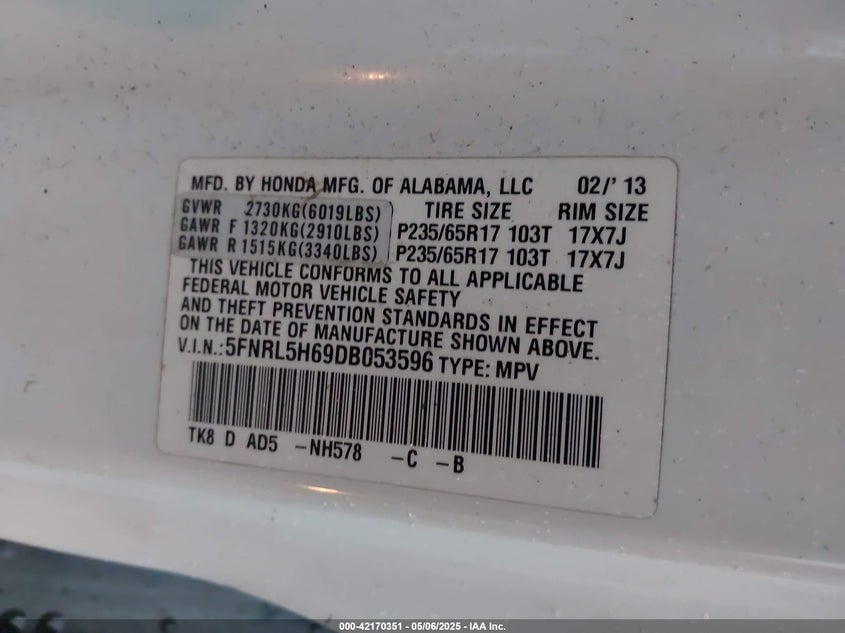 MFD. BY HONDA MFG. OF ALABAMA, LLC 02/' 13
GVWR 2730KG(6019LBS) TIRE SIZE RIM SIZE
GAWR F 1320KG(2910LBS) P235/65R17 103T 17X7J
GAWR R 1515KG(3340LBS) P235/65R17 103T 17X7J
THIS VEHICLE CONFORMS TO ALL APPLICABLE
FEDERAL MOTOR VEHICLE SAFETY
AND THEFT PREVENTION STANDARDS IN EFFECT
ON THE DATE OF MANUFACTURE SHOWN ABOVE.
V.I.N.:5FNRL5H69DB053596 TYPE: MPV
TK8 D AD5 -NH578 -C -B
000-42170351 - 05/06/2025 - IAA Inc.